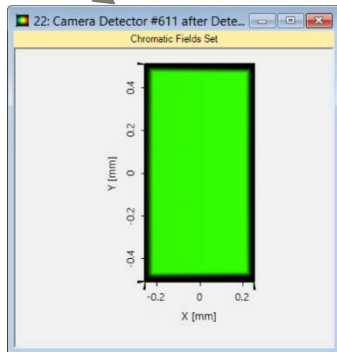 22: Camera Detector #611 after Dete...
Chromatic Fields Set
0.4
0.2
0
-0.2
-0.4
Y [mm]
-0.2 0 0.2
X [mm]